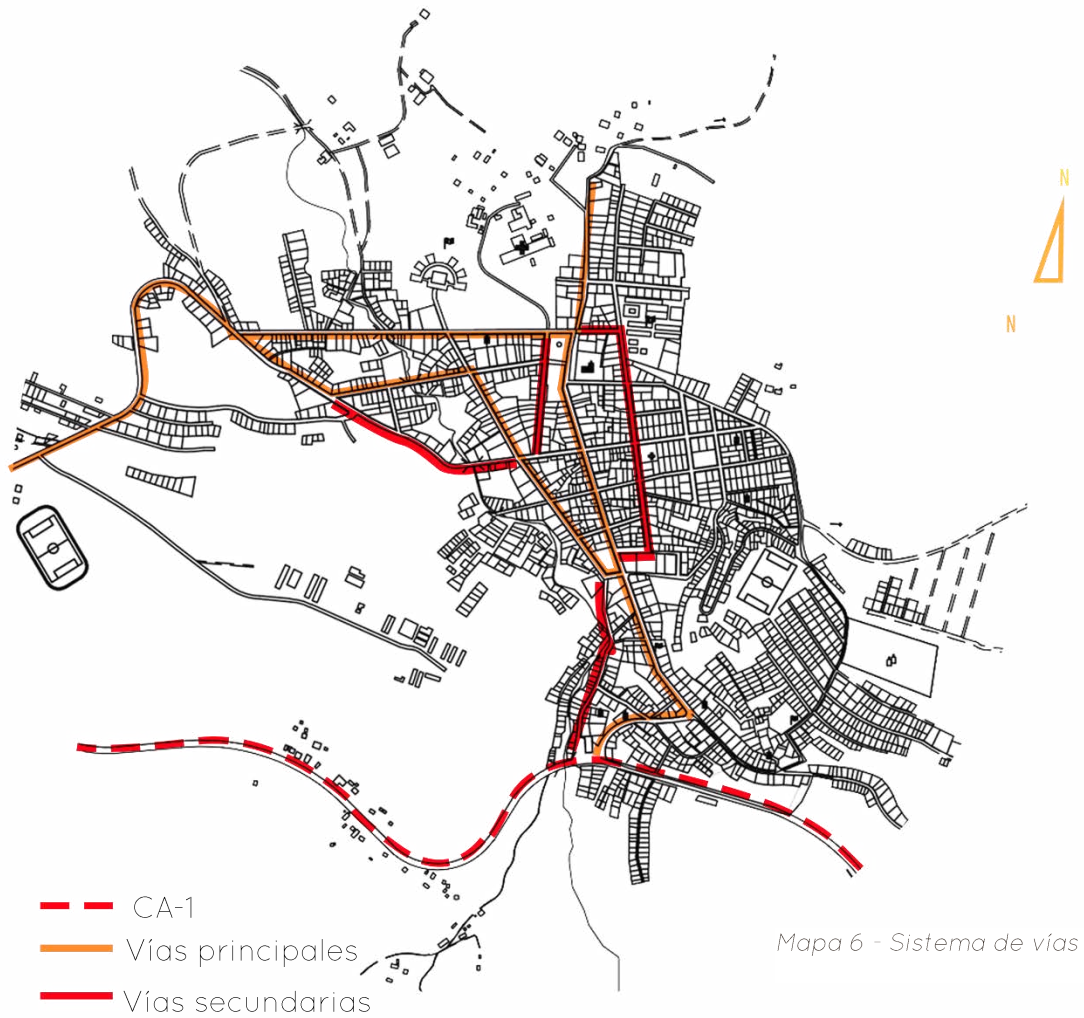 N
N
CA-1
Vías principales
Mapa 6 - Sistema de vías
Vías secundarias